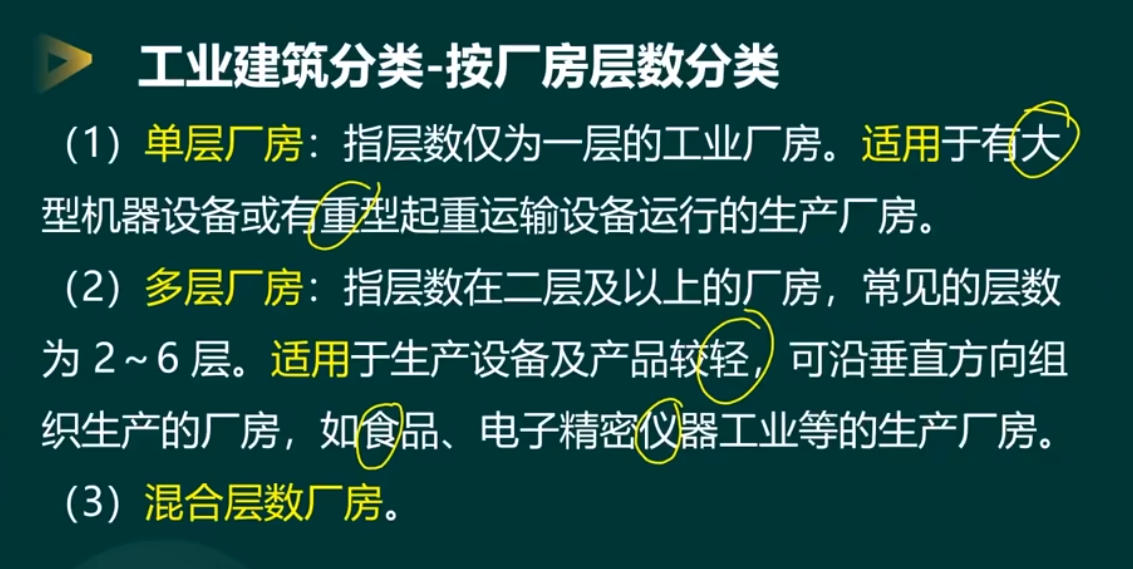 工业建筑分类-按厂房层数分类
（1）单层厂房：指层数仅为一层的工业厂房。适用于有大
型机器设备或有重型起重运输设备运行的生产厂房。
（2）多层厂房：指层数在二层及以上的厂房，常见的层数
为 2～6 层。适用于生产设备及产品较轻，可沿垂直方向组
织生产的厂房，如食品、电子精密仪器工业等的生产厂房。
（3）混合层数厂房。